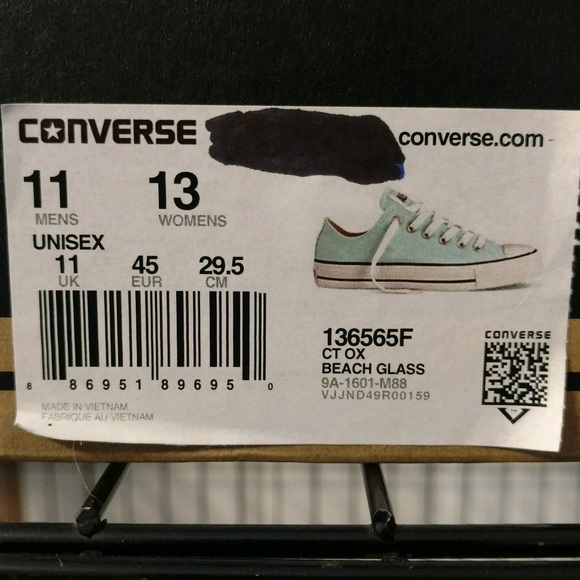 CONVERSE
converse.com
11 13
MENS WOMENS
UNISEX
11 45 29.5
UK EUR CM
8 86951 89695 0
136565F
CT OX
BEACH GLASS
9A-1601-M88
VJJND49R00159
CONVERSE
MADE IN VIETNAM
FABRIQUE AU VIETNAM